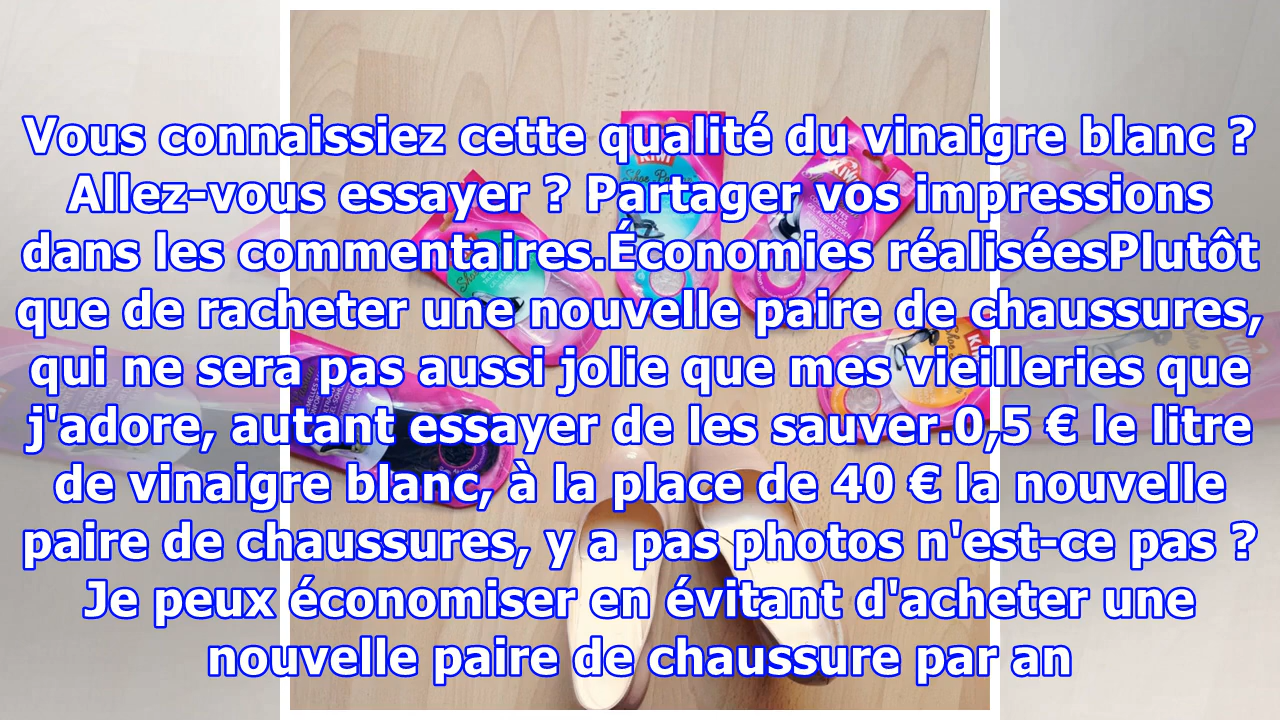 Vous connaissiez cette qualité du vinaigre blanc ?
Allez-vous essayer ? Partager vos impressions
dans les commentaires.Économies réaliséesPlutôt
que de racheter une nouvelle paire de chaussures,
qui ne sera pas aussi jolie que mes vieilleries que
j'adore, autant essayer de les sauver.0,5 € le litre
de vinaigre blanc, à la place de 40 € la nouvelle
paire de chaussures, y a pas photos n'est-ce pas ?
Je peux économiser en évitant d'acheter une
nouvelle paire de chaussure par an
KIWI
KIWI